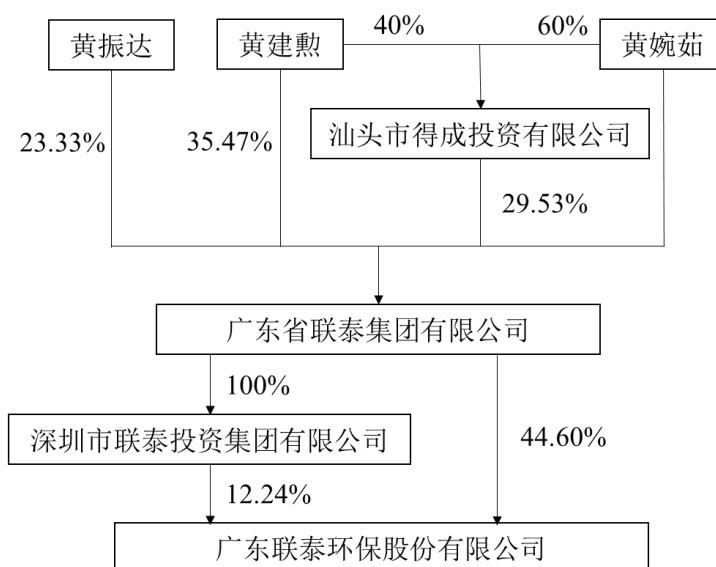 黄振达
黄建勲
40%
60%
黄婉茹
23.33%
35.47%
汕头市得成投资有限公司
29.53%
广东省联泰集团有限公司
100%
深圳市联泰投资集团有限公司
44.60%
12.24%
广东联泰环保股份有限公司